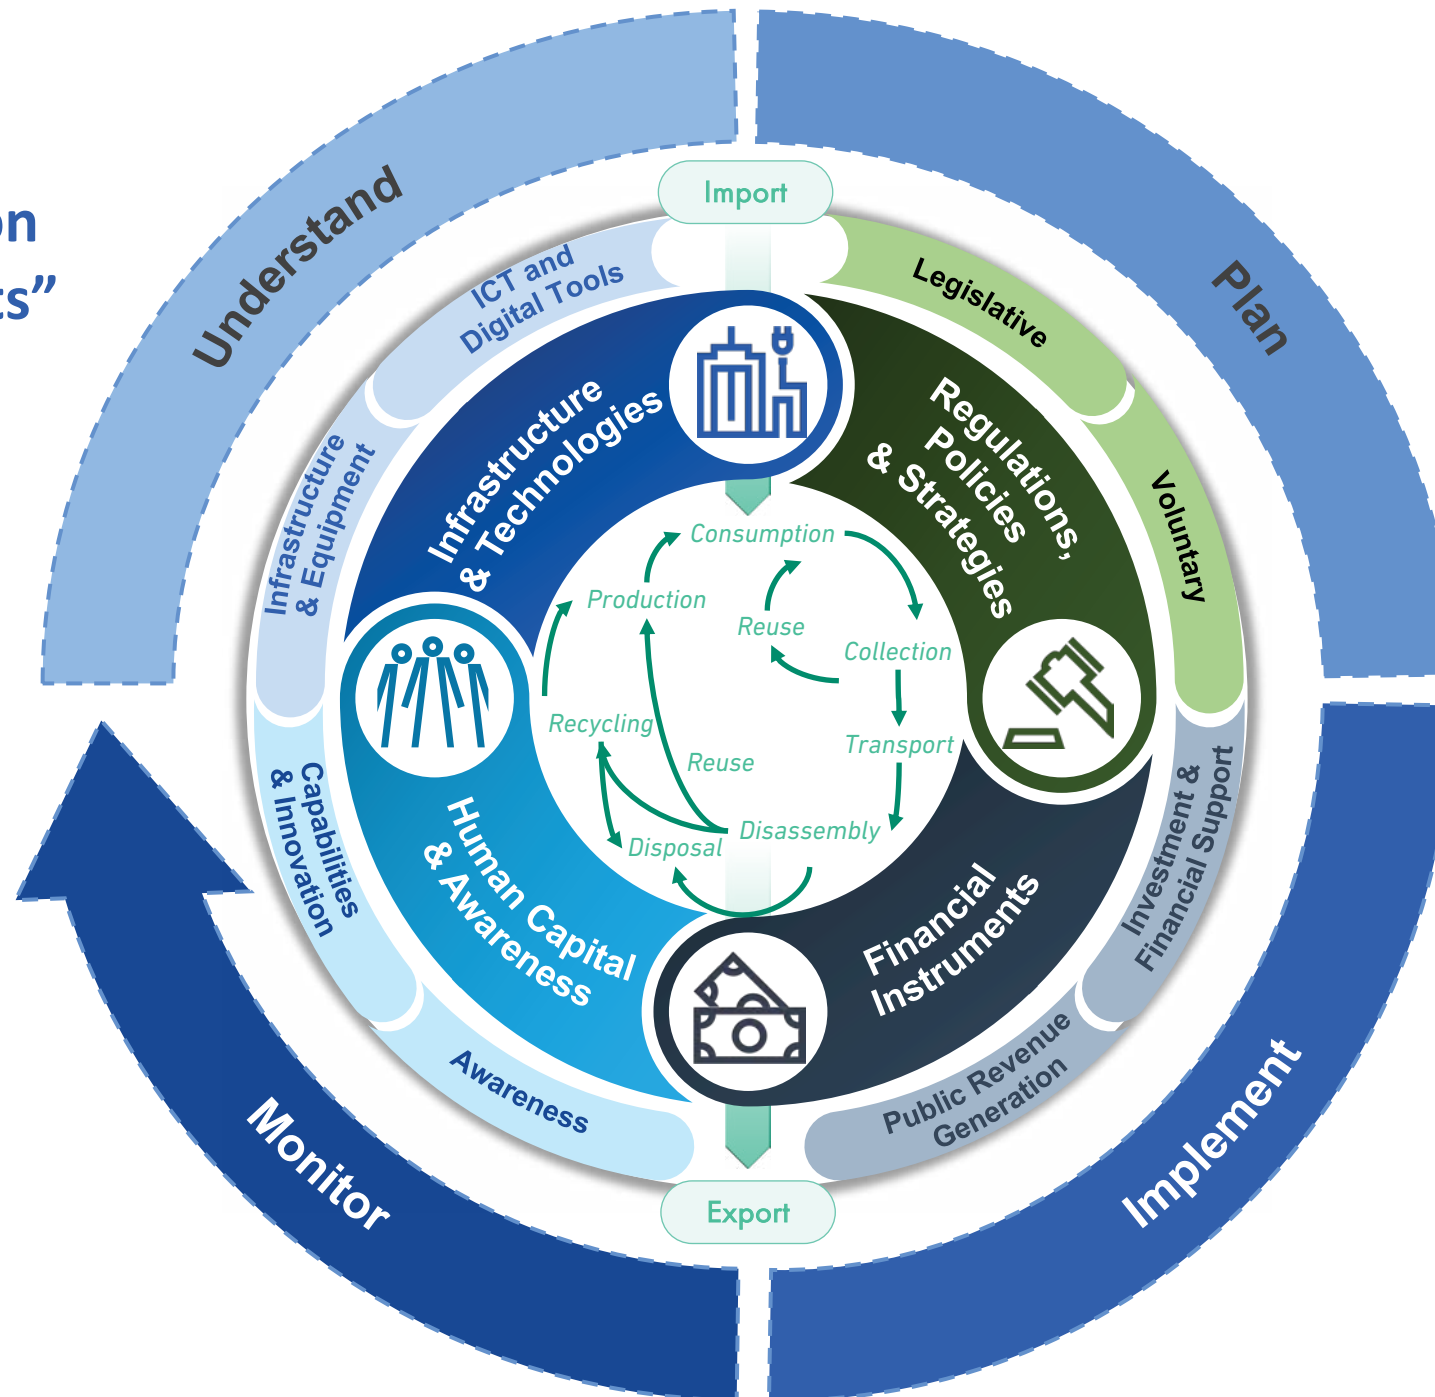 Understand
Plan
Implement
Monitor
Import
ICT and
Digital Tools
Infrastructure
& Equipment
Legislative
Voluntary
Investment &
Financial Support
Public Revenue
Generation
Awareness
Capabilities
& Innovation
Infrastructure
& Technologies
Regulations,
Policies
& Strategies
Financial
Instruments
Human Capital
& Awareness
Consumption
Production
Reuse
Collection
Recycling
Transport
Reuse
Disassembly
Disposal
Export